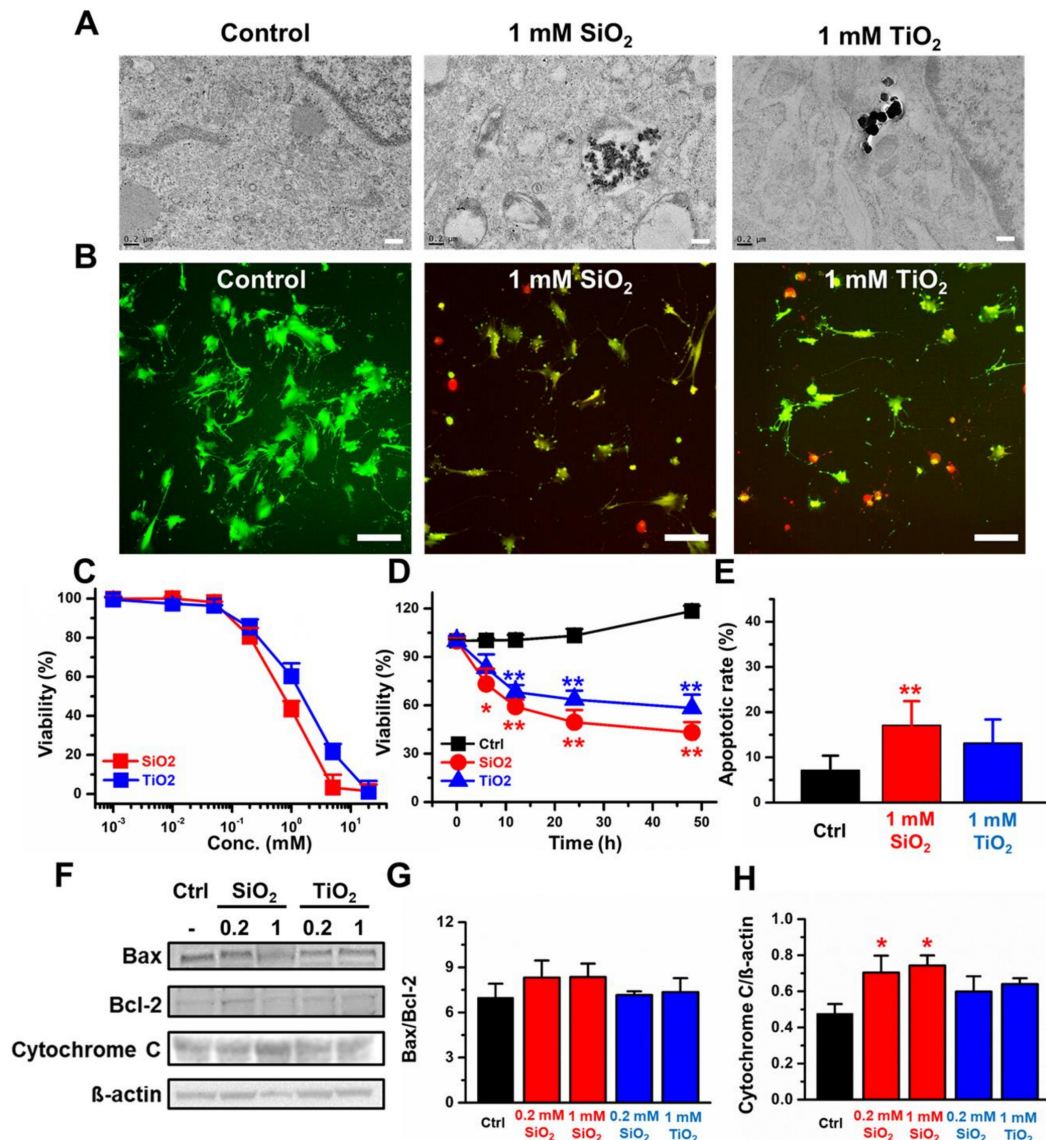 A
Control
1 mM SiO₂
1 mM TiO₂
0.2 µm
0.2 µm
0.2 µm
B
Control
1 mM SiO₂
1 mM TiO₂
C
Viability (%)
100
80
60
40
20
0
SiO2
TiO2
10⁻³ 10⁻² 10⁻¹ 10⁰ 10¹
Conc. (mM)
D
Viability (%)
120
90
60
30
0
** ** **
* ** ** **
Ctrl
SiO2
TiO2
0 10 20 30 40 50
Time (h)
E
Apoptotic rate (%)
40
30
20
10
0
**
Ctrl
1 mM
SiO₂
1 mM
TiO₂
F
Ctrl SiO₂ TiO₂
- 0.2 1 0.2 1
Bax
Bcl-2
Cytochrome C
ß-actin
G
Bax/Bcl-2
12
9
6
3
0
Ctrl 0.2 mM 1 mM 0.2 mM 1 mM
SiO₂ SiO₂ SiO₂ TiO₂
H
Cytochrome C/ß-actin
1.0
0.8
0.6
0.4
0.2
0.0
* *
Ctrl 0.2 mM 1 mM 0.2 mM 1 mM
SiO₂ SiO₂ SiO₂ TiO₂